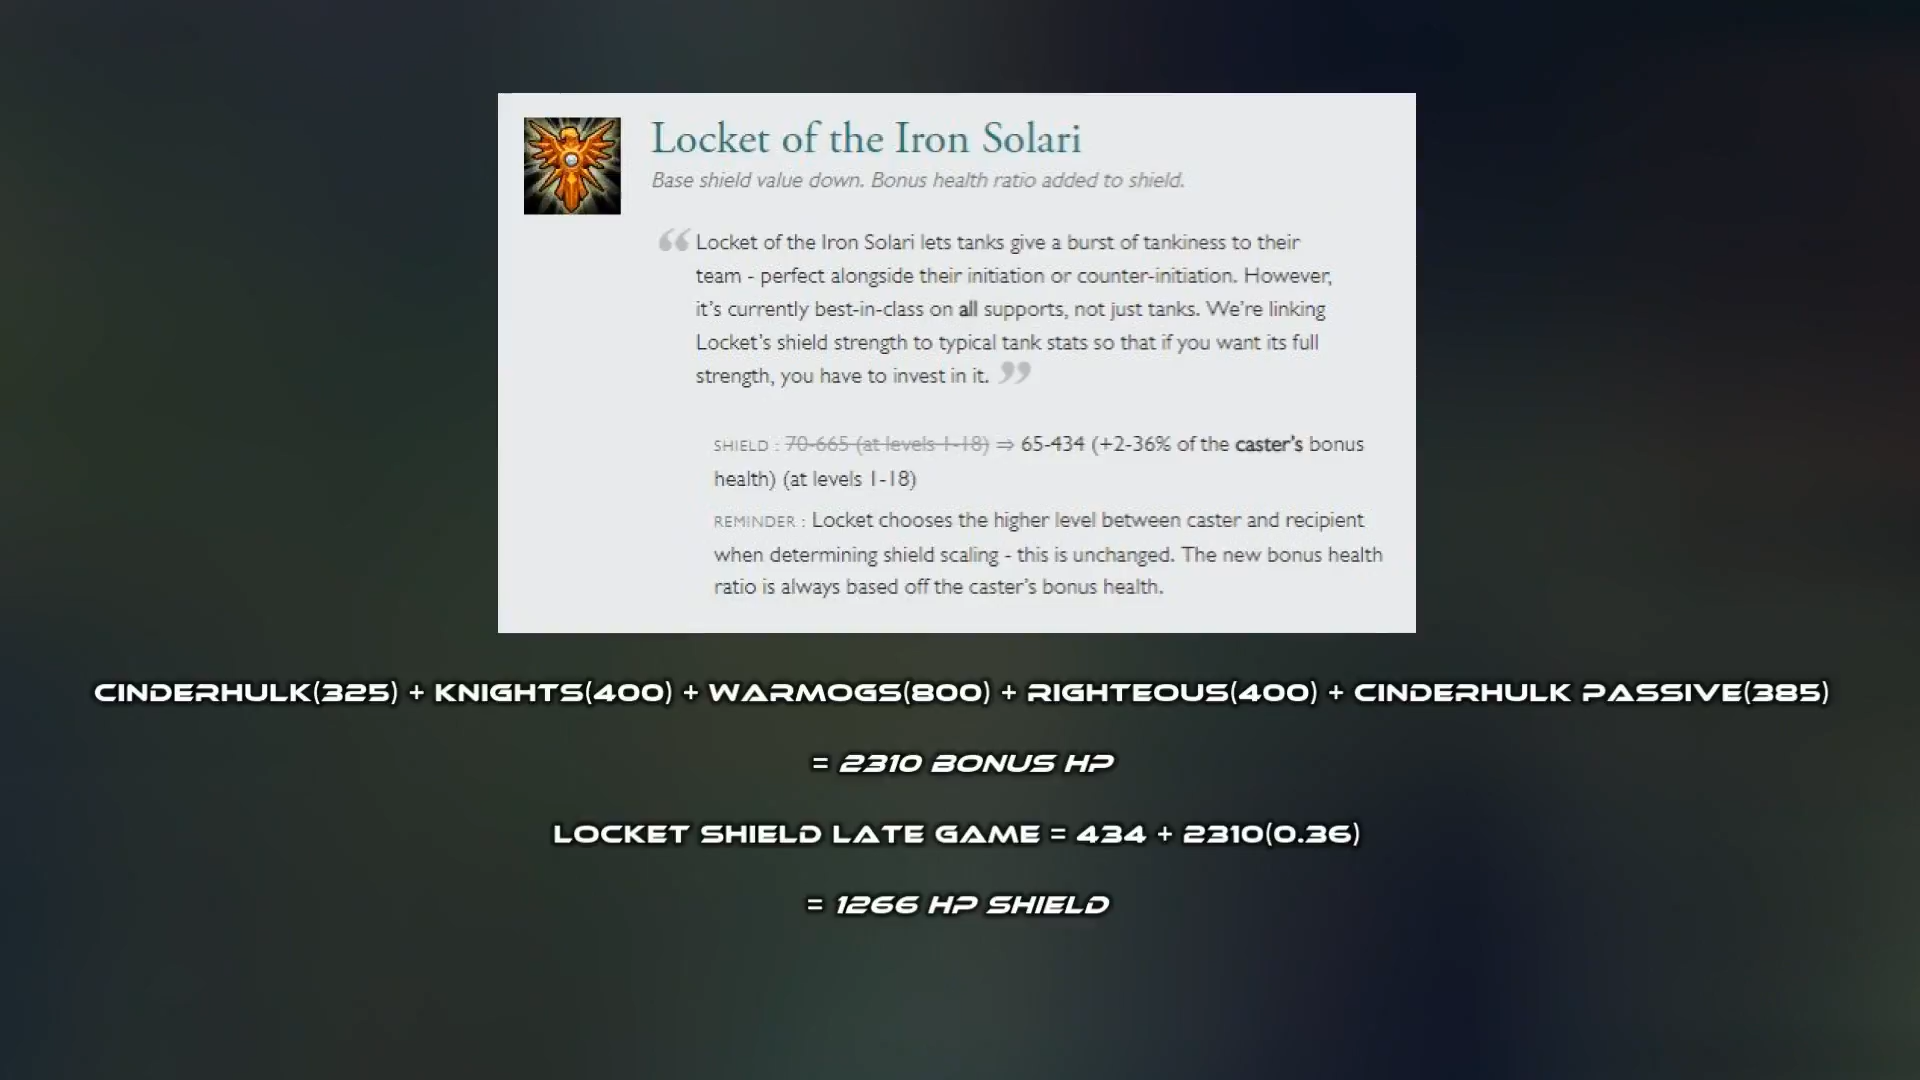 Locket of the Iron Solari
Base shield value down. Bonus health ratio added to shield.
“Locket of the Iron Solari lets tanks give a burst of tankiness to their
team - perfect alongside their initiation or counter-initiation. However,
it's currently best-in-class on all supports, not just tanks. We're linking
Locket's shield strength to typical tank stats so that if you want its full
strength, you have to invest in it. ”
SHIELD : 70-665 (at levels 1-18) ⇒ 65-434 (+2-36% of the caster's bonus
health) (at levels 1-18)
REMINDER : Locket chooses the higher level between caster and recipient
when determining shield scaling - this is unchanged. The new bonus health
ratio is always based off the caster's bonus health.
CINDERHULK(325) + KNIGHTS(400) + WARMOGS(800) + RIGHTEOUS(400) + CINDERHULK PASSIVE(385)
= 2310 BONUS HP
LOCKET SHIELD LATE GAME = 434 + 2310(0.36)
= 1266 HP SHIELD